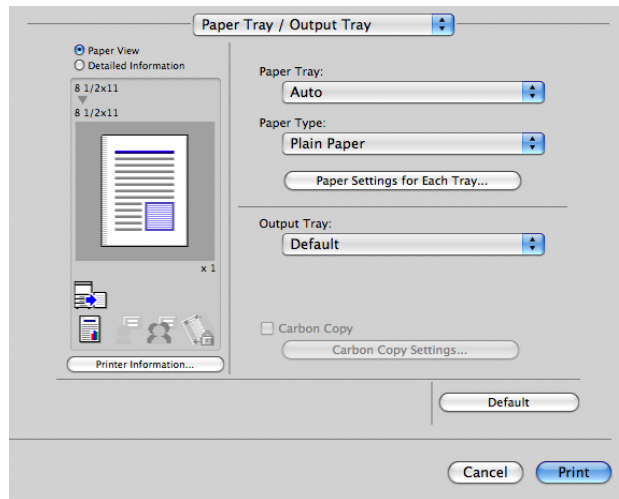 Paper Tray / Output Tray
Paper View
Detailed Information
8 1/2x11
8 1/2x11
x 1
Printer Information...
Paper Tray:
Auto
Paper Type:
Plain Paper
Paper Settings for Each Tray...
Output Tray:
Default
Carbon Copy
Carbon Copy Settings...
Default
Cancel
Print